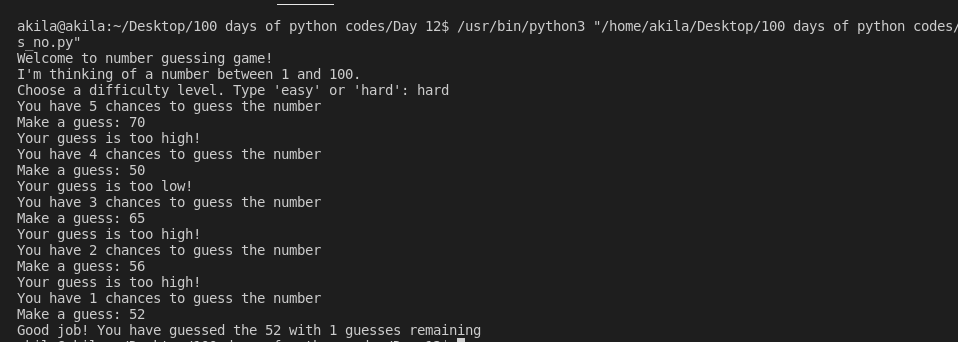 akila@akila:~/Desktop/100 days of python codes/Day 12$ /usr/bin/python3 "/home/akila/Desktop/100 days of python codes/
s_no.py"
Welcome to number guessing game!
I'm thinking of a number between 1 and 100.
Choose a difficulty level. Type 'easy' or 'hard': hard
You have 5 chances to guess the number
Make a guess: 70
Your guess is too high!
You have 4 chances to guess the number
Make a guess: 50
Your guess is too low!
You have 3 chances to guess the number
Make a guess: 65
Your guess is too high!
You have 2 chances to guess the number
Make a guess: 56
Your guess is too high!
You have 1 chances to guess the number
Make a guess: 52
Good job! You have guessed the 52 with 1 guesses remaining